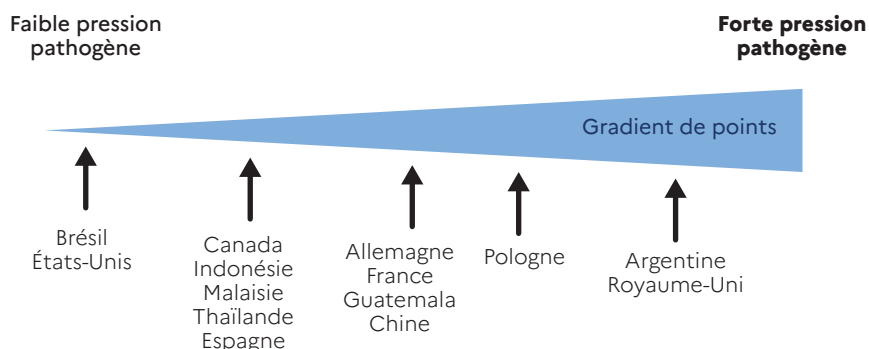 Faible pression
pathogène
Forte pression
pathogène
Gradient de points
Brésil
États-Unis
Canada
Indonésie
Malaisie
Thaïlande
Espagne
Allemagne
France
Guatemala
Chine
Pologne
Argentine
Royaume-Uni